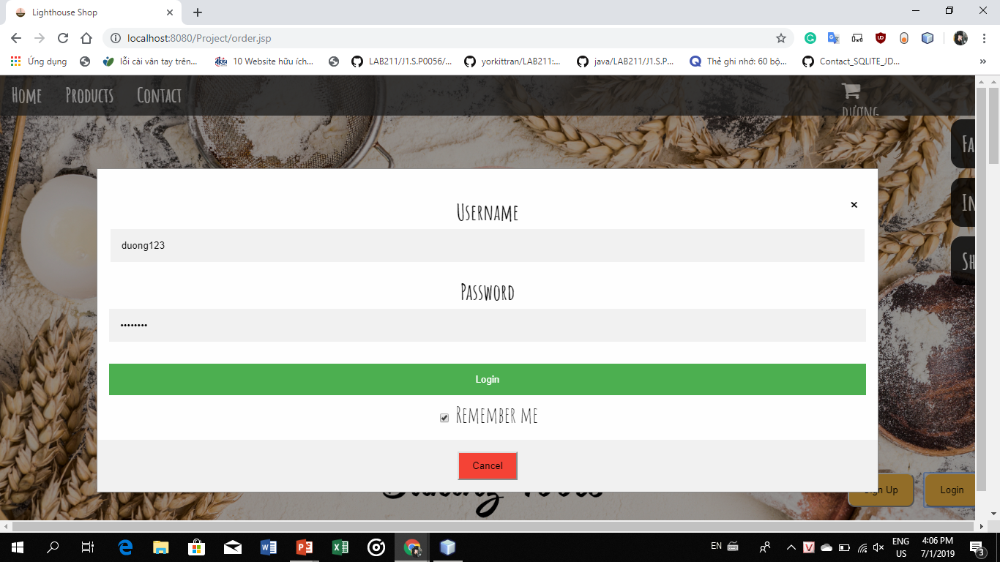 Lighthouse Shop
localhost:8080/Project/order.jsp
Ứng dụng
lỗi cài vân tay trên...
10 Website hữu ích...
LAB211/J1.S.P0056/...
yorkittran/LAB211:...
java/LAB211/J1.S.P...
Thẻ ghi nhớ: 60 bộ...
Contact_SQLITE_JD...
»
Home Products Contact
DƯƠNG
Fa
In
Sh
×
Username
duong123
Password
••••••••
Login
Remember me
Cancel
Sign Up
Login
EN
ENG
US
4:06 PM
7/1/2019
3